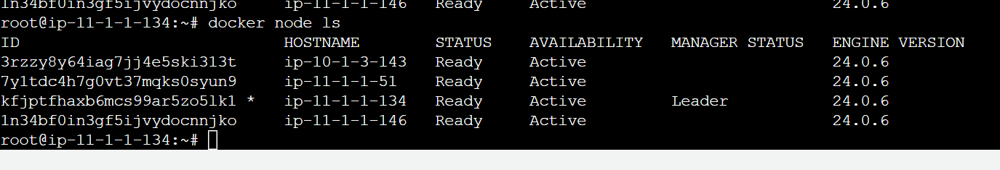 1n34bf0in3gf5ijvydocnnjko     ip-11-1-1-146   Ready     Active                          24.0.6
root@ip-11-1-1-134:~# docker node ls
ID                            HOSTNAME        STATUS    AVAILABILITY   MANAGER STATUS   ENGINE VERSION
3rzzy8y64iag7jj4e5ski3l3t     ip-10-1-3-143   Ready     Active                          24.0.6
7y1tdc4h7g0vt37mqks0syun9     ip-11-1-1-51    Ready     Active                          24.0.6
kfjptfhaxb6mcs99ar5zo5lk1 *   ip-11-1-1-134   Ready     Active         Leader           24.0.6
1n34bf0in3gf5ijvydocnnjko     ip-11-1-1-146   Ready     Active                          24.0.6
root@ip-11-1-1-134:~#